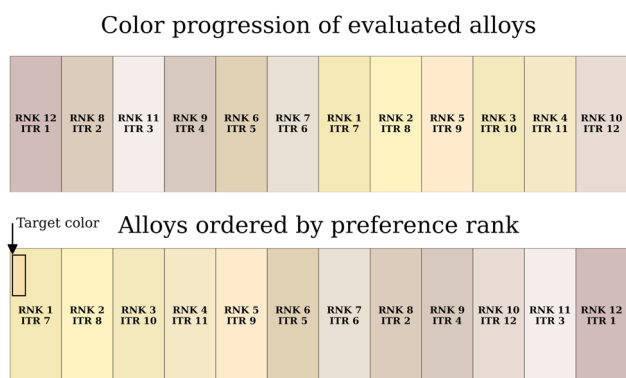 Color progression of evaluated alloys
RNK 12 RNK 8 RNK 11 RNK 9 RNK 6 RNK 7 RNK 1 RNK 2 RNK 5 RNK 3 RNK 4 RNK 10
ITR 1 ITR 2 ITR 3 ITR 4 ITR 5 ITR 6 ITR 7 ITR 8 ITR 9 ITR 10 ITR 11 ITR 12
Target color
Alloys ordered by preference rank
RNK 1 RNK 2 RNK 3 RNK 4 RNK 5 RNK 6 RNK 7 RNK 8 RNK 9 RNK 10 RNK 11 RNK 12
ITR 7 ITR 8 ITR 10 ITR 11 ITR 9 ITR 5 ITR 6 ITR 2 ITR 4 ITR 12 ITR 3 ITR 1